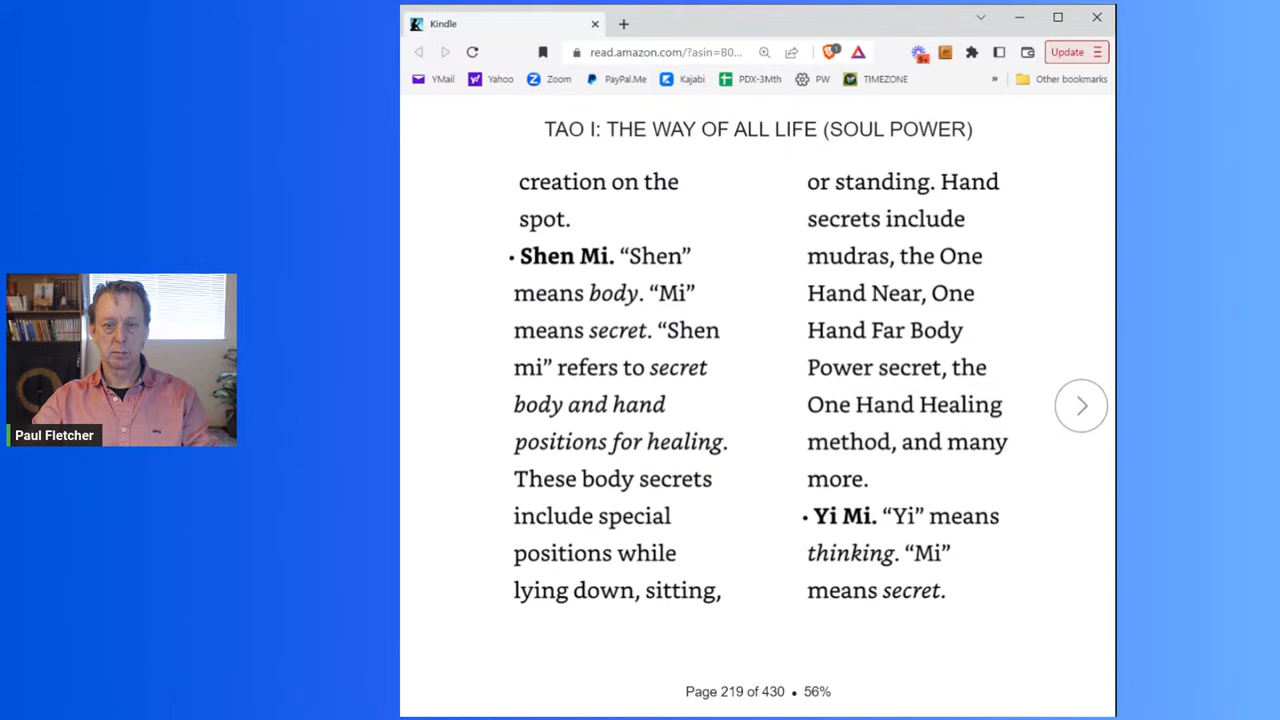 Kindle
read.amazon.com/?asin=B0...
9+
Update
YMail
Yahoo
Zoom
PayPal.Me
Kajabi
PDX-3Mth
PW
TIMEZONE
»
Other bookmarks
TAO I: THE WAY OF ALL LIFE (SOUL POWER)
creation on the
spot.
• Shen Mi. “Shen”
means body. “Mi”
means secret. “Shen
mi” refers to secret
body and hand
positions for healing.
These body secrets
include special
positions while
lying down, sitting,
or standing. Hand
secrets include
mudras, the One
Hand Near, One
Hand Far Body
Power secret, the
One Hand Healing
method, and many
more.
• Yi Mi. “Yi” means
thinking. “Mi”
means secret.
Page 219 of 430 • 56%
Paul Fletcher